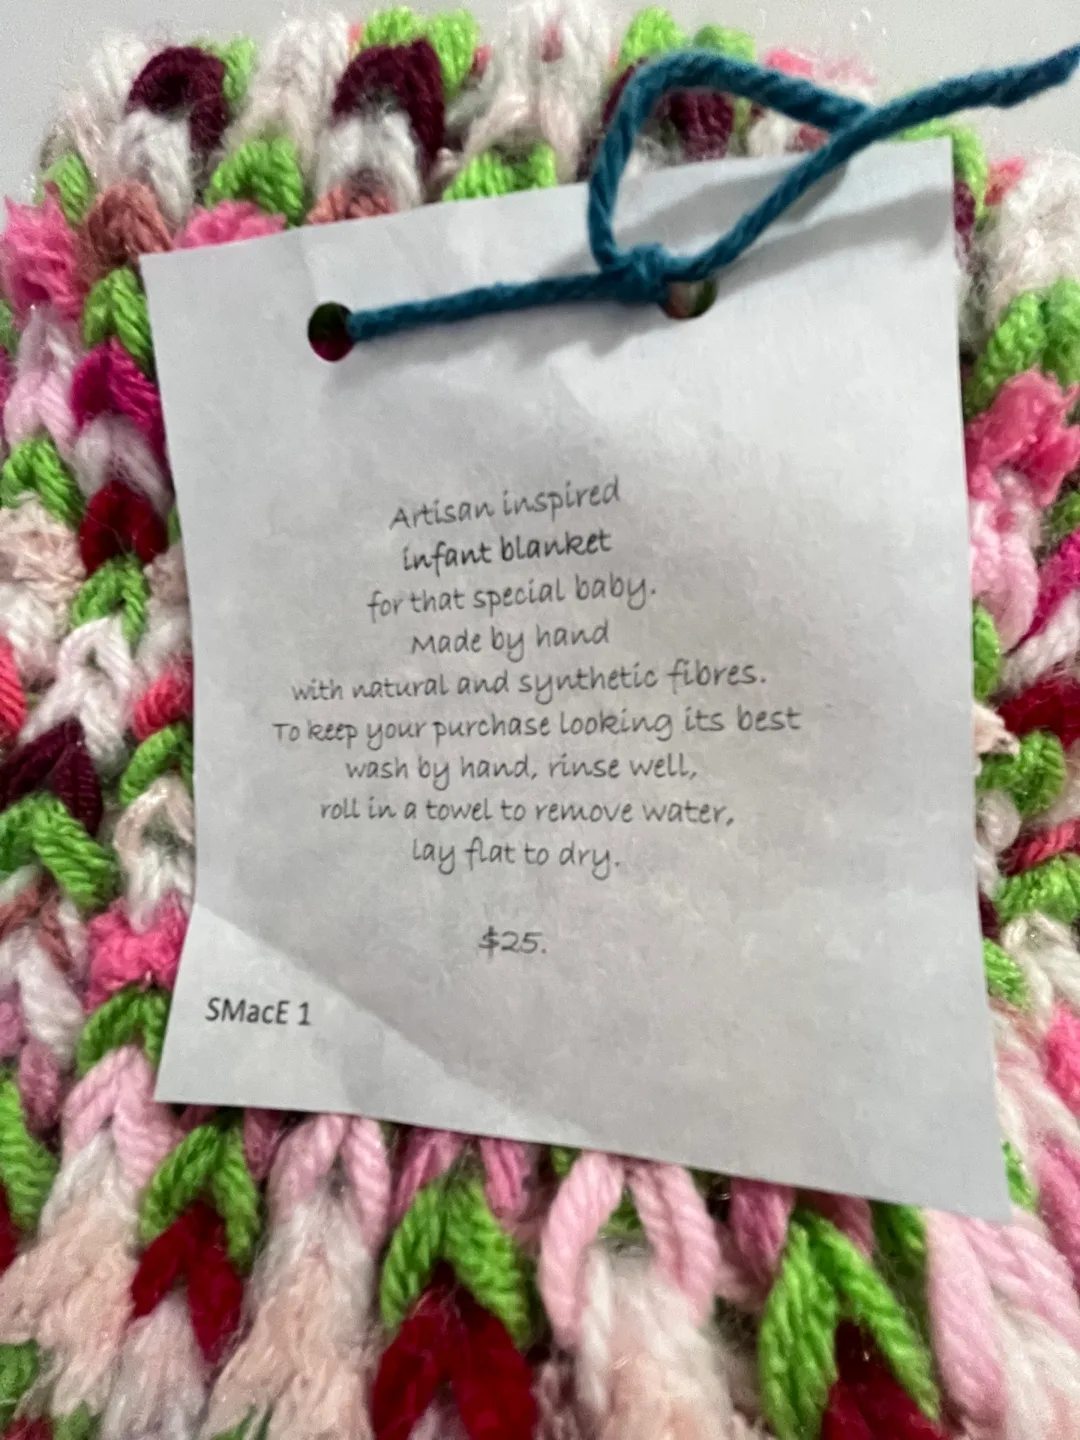 Artisan inspired
infant blanket
for that special baby.
Made by hand
with natural and synthetic fibres.
To keep your purchase looking its best
wash by hand, rinse well,
roll in a towel to remove water,
lay flat to dry.
$25.
SMacE 1